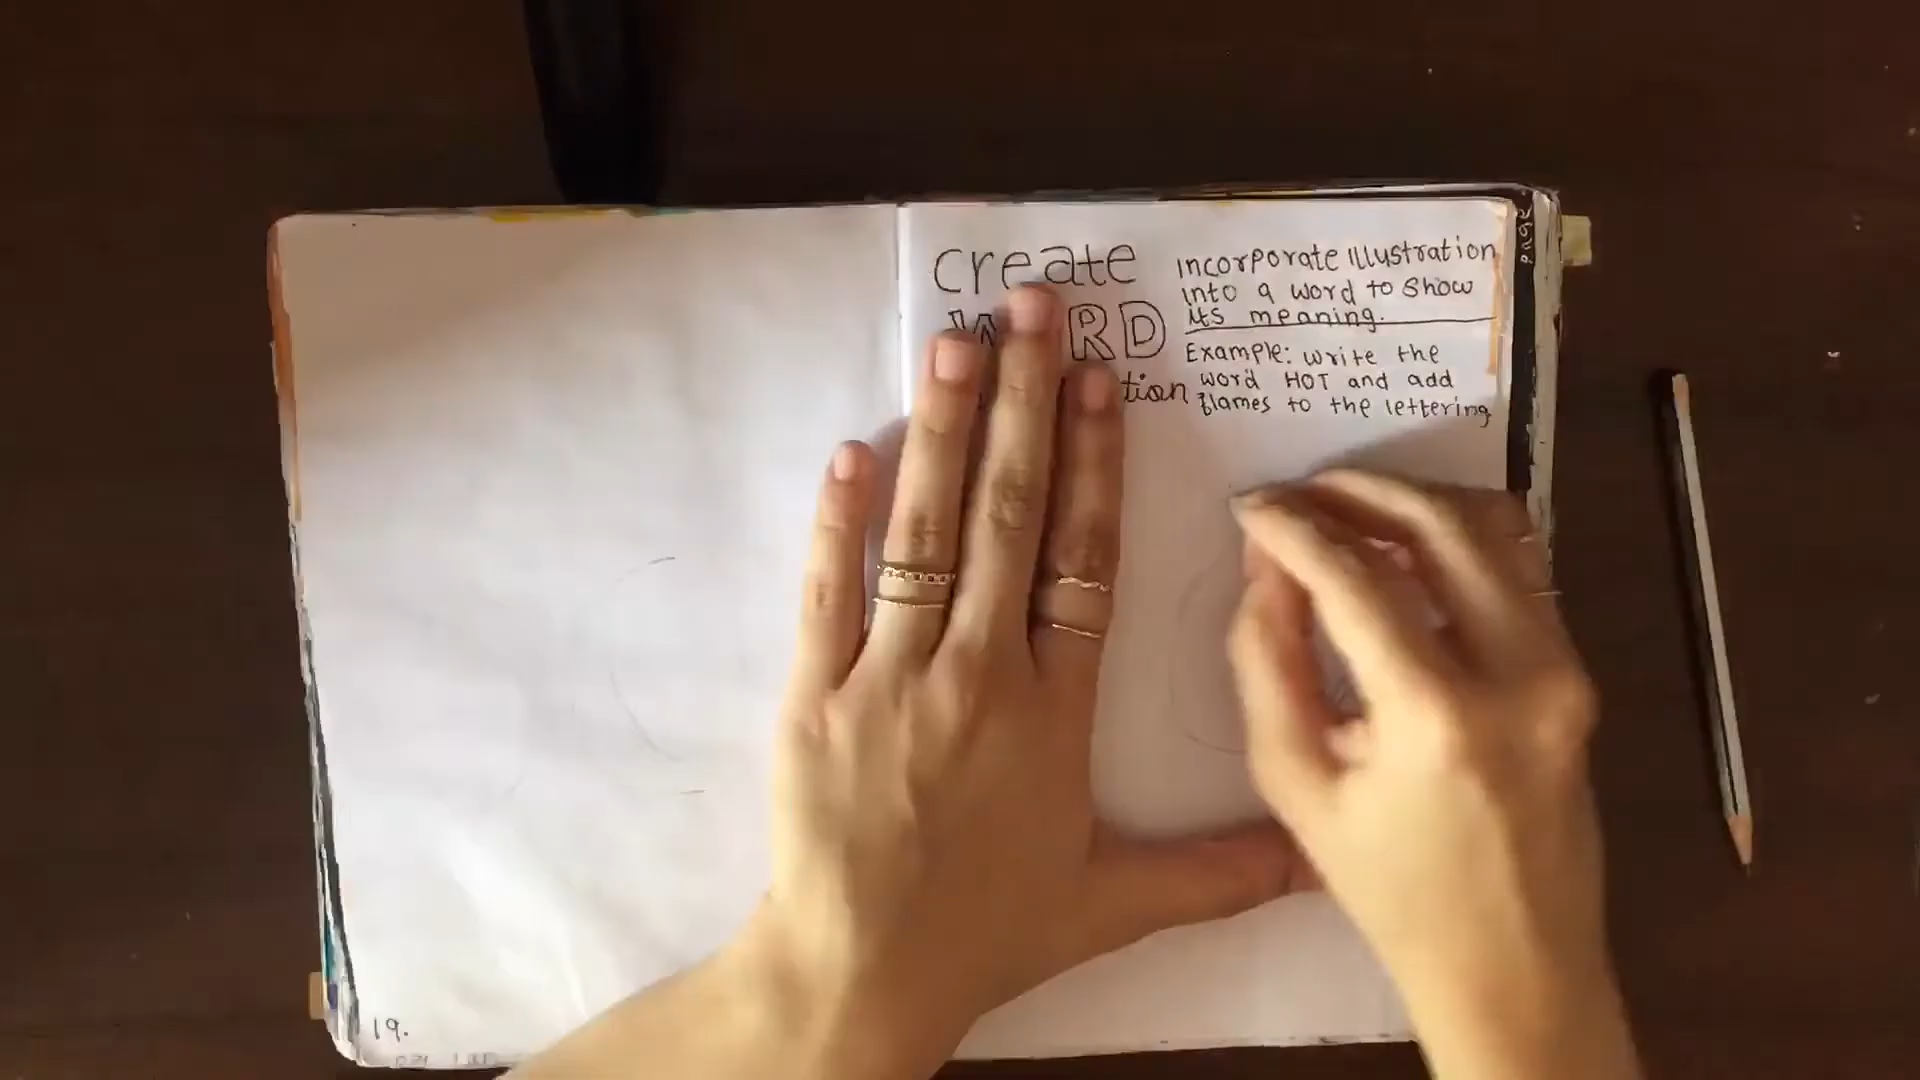 create
RD
tion
Incorporate Illustration
Into a word to show
its meaning.
Example: write the
word HOT and add
flames to the lettering
page
19.